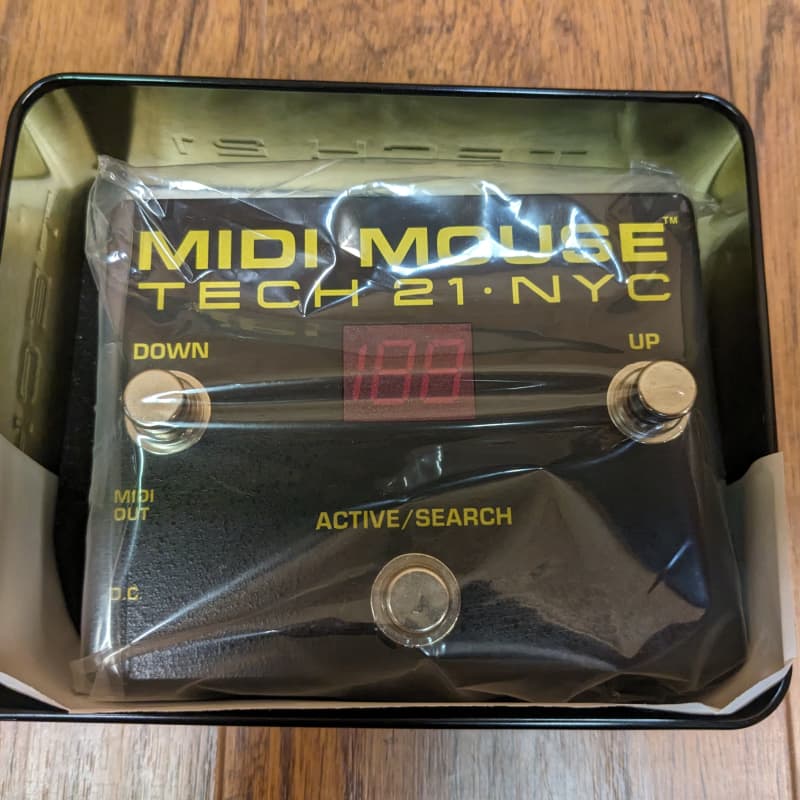 MIDI MOUSE™
TECH 21·NYC
DOWN
UP
188
MIDI
OUT
ACTIVE/SEARCH
D.C.